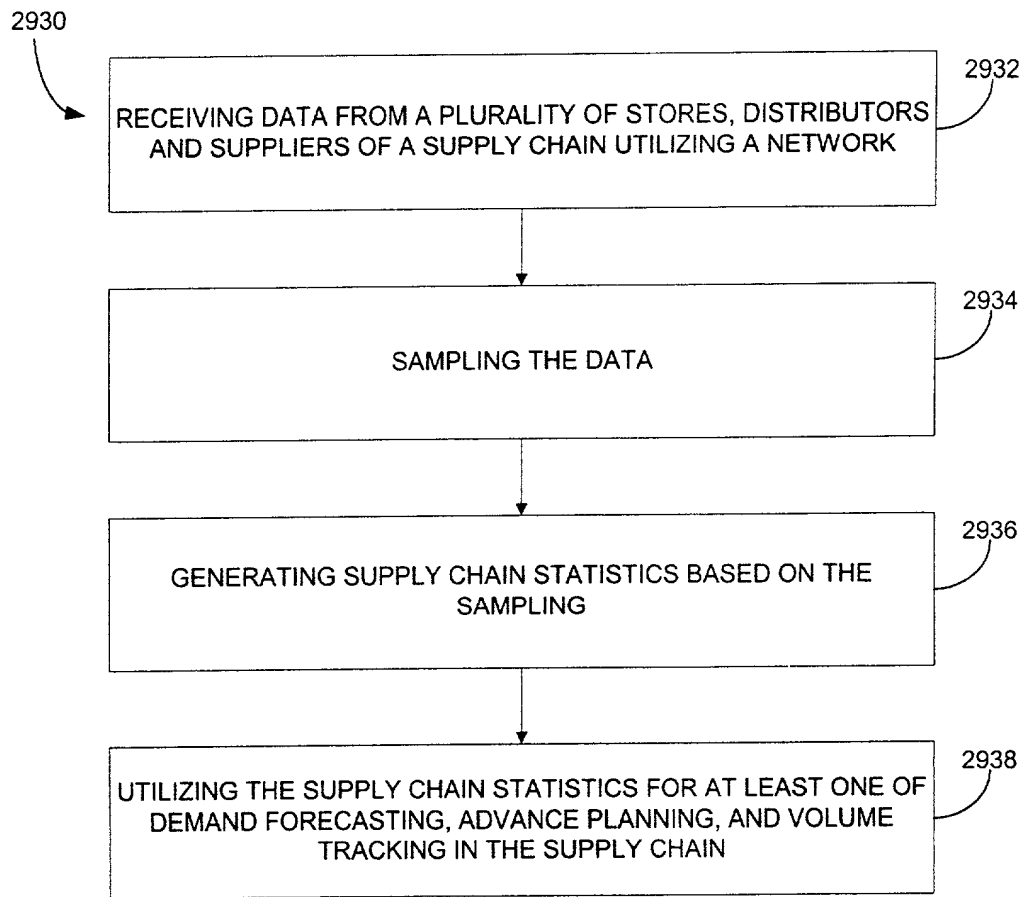 2930
2932
RECEIVING DATA FROM A PLURALITY OF STORES, DISTRIBUTORS
AND SUPPLIERS OF A SUPPLY CHAIN UTILIZING A NETWORK
2934
SAMPLING THE DATA
2936
GENERATING SUPPLY CHAIN STATISTICS BASED ON THE
SAMPLING
2938
UTILIZING THE SUPPLY CHAIN STATISTICS FOR AT LEAST ONE OF
DEMAND FORECASTING, ADVANCE PLANNING, AND VOLUME
TRACKING IN THE SUPPLY CHAIN